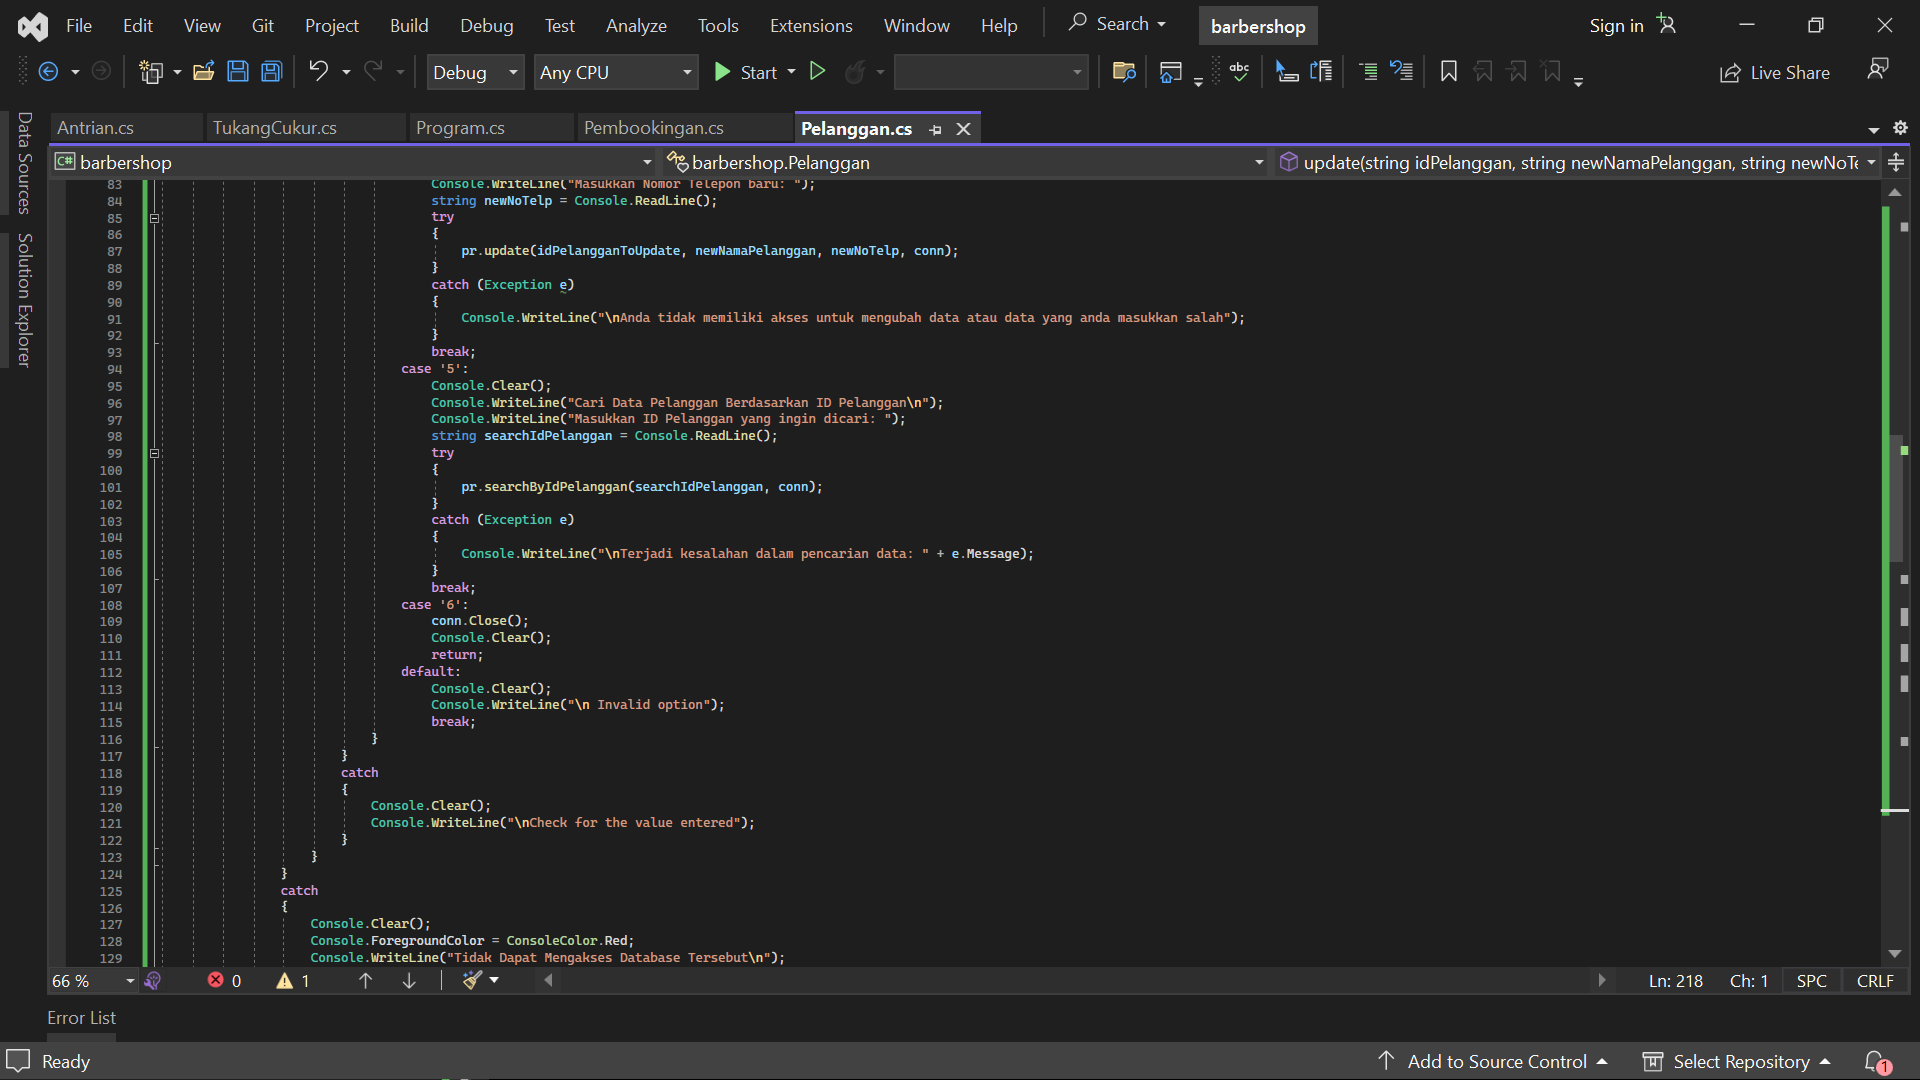 File Edit View Git Project Build Debug Test Analyze Tools Extensions Window Help Search barbershop Sign in
Debug Any CPU Start abc Live Share
Data Sources
Solution Explorer
Antrian.cs TukangCukur.cs Program.cs Pembookingan.cs Pelanggan.cs
C# barbershop barbershop.Pelanggan update(string idPelanggan, string newNamaPelanggan, string newNoTe
83 Console.WriteLine("Masukkan Nomor Telepon baru: ");
84 string newNoTelp = Console.ReadLine();
85 try
86 {
87 pr.update(idPelangganToUpdate, newNamaPelanggan, newNoTelp, conn);
88 }
89 catch (Exception e)
90 {
91 Console.WriteLine("\nAnda tidak memiliki akses untuk mengubah data atau data yang anda masukkan salah");
92 }
93 break;
94 case '5':
95 Console.Clear();
96 Console.WriteLine("Cari Data Pelanggan Berdasarkan ID Pelanggan\n");
97 Console.WriteLine("Masukkan ID Pelanggan yang ingin dicari: ");
98 string searchIdPelanggan = Console.ReadLine();
99 try
100 {
101 pr.searchByIdPelanggan(searchIdPelanggan, conn);
102 }
103 catch (Exception e)
104 {
105 Console.WriteLine("\nTerjadi kesalahan dalam pencarian data: " + e.Message);
106 }
107 break;
108 case '6':
109 conn.Close();
110 Console.Clear();
111 return;
112 default:
113 Console.Clear();
114 Console.WriteLine("\n Invalid option");
115 break;
116 }
117 }
118 catch
119 {
120 Console.Clear();
121 Console.WriteLine("\nCheck for the value entered");
122 }
123 }
124 }
125 catch
126 {
127 Console.Clear();
128 Console.ForegroundColor = ConsoleColor.Red;
129 Console.WriteLine("Tidak Dapat Mengakses Database Tersebut\n");
66 % 0 1 Ln: 218 Ch: 1 SPC CRLF
Error List
Ready Add to Source Control Select Repository 1